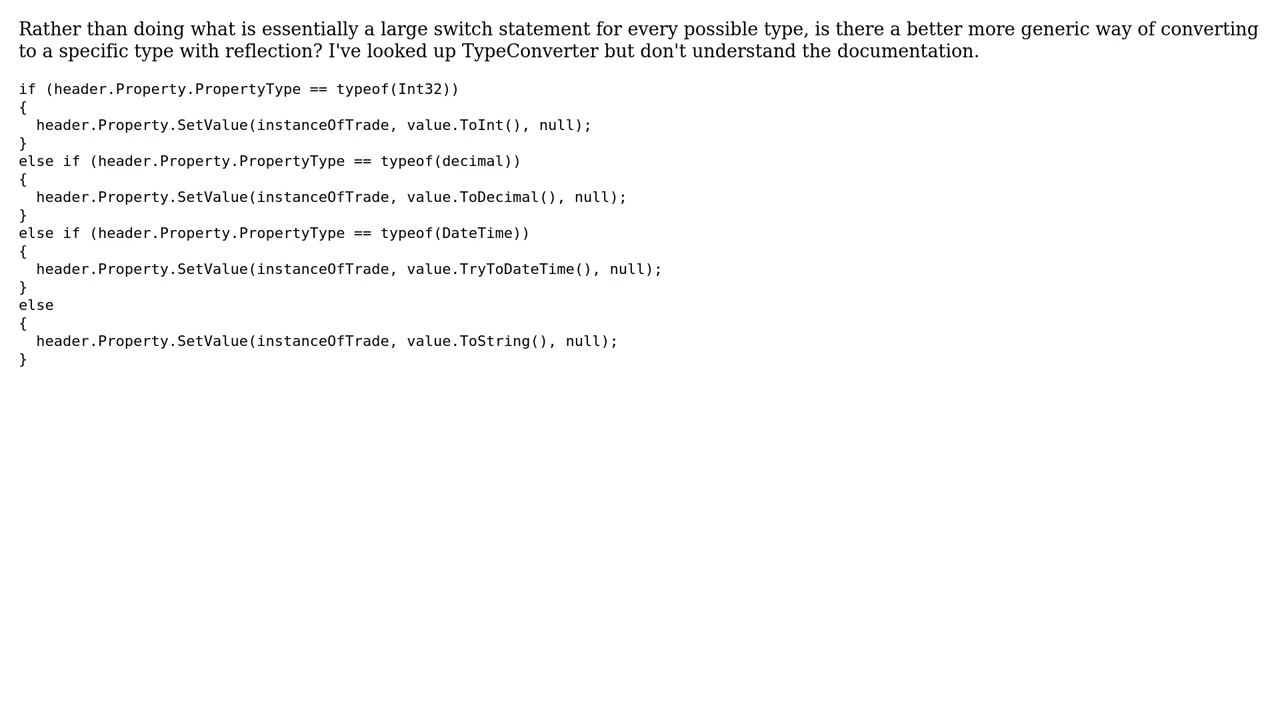 Rather than doing what is essentially a large switch statement for every possible type, is there a better more generic way of converting
to a specific type with reflection? I've looked up TypeConverter but don't understand the documentation.
if (header.Property.PropertyType == typeof(Int32))
{
  header.Property.SetValue(instanceOfTrade, value.ToInt(), null);
}
else if (header.Property.PropertyType == typeof(decimal))
{
  header.Property.SetValue(instanceOfTrade, value.ToDecimal(), null);
}
else if (header.Property.PropertyType == typeof(DateTime))
{
  header.Property.SetValue(instanceOfTrade, value.TryToDateTime(), null);
}
else
{
  header.Property.SetValue(instanceOfTrade, value.ToString(), null);
}